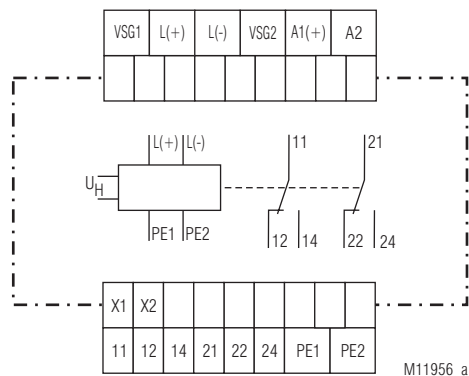 VSG1 L(+) L(-) VSG2 A1(+) A2
L(+) L(-) 11 21
UH
PE1 PE2 12 14 22 24
X1 X2
11 12 14 21 22 24 PE1 PE2
M11956_a